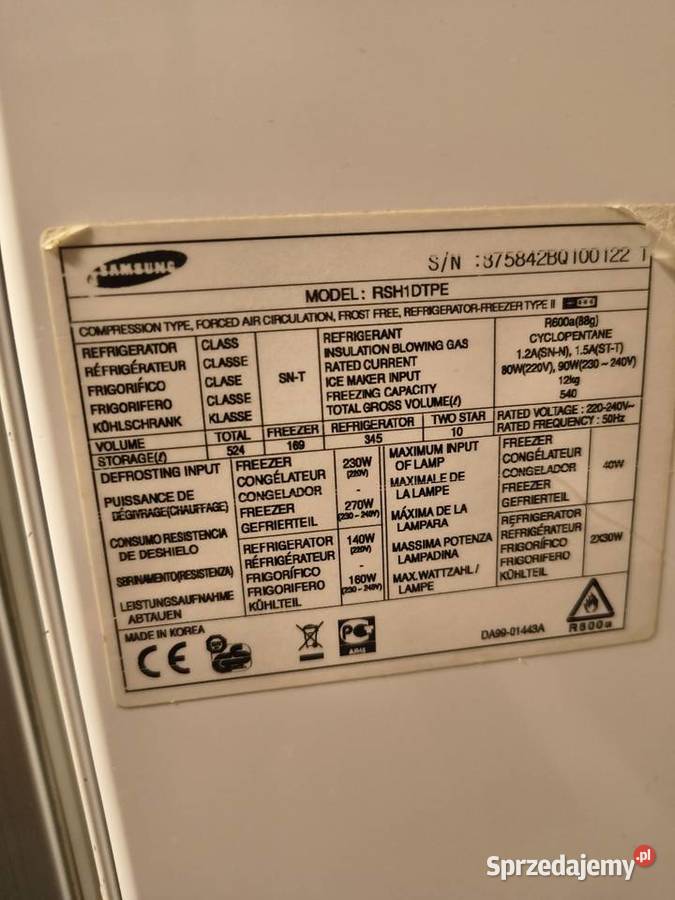 SAMSUNG
S/N :875842BQ100122 T
MODEL: RSH1DTPE
COMPRESSION TYPE, FORCED AIR CIRCULATION, FROST FREE, REFRIGERATOR-FREEZER TYPE II
REFRIGERATOR
RÉFRIGÉRATEUR
FRIGORIFICO
FRIGORIFERO
KÜHLSCHRANK
CLASS
CLASSE
CLASE
CLASSE
KLASSE
SN-T
REFRIGERANT
INSULATION BLOWING GAS
RATED CURRENT
ICE MAKER INPUT
FREEZING CAPACITY
TOTAL GROSS VOLUME(ℓ)
R600a(88g)
CYCLOPENTANE
1.2A(SN-N), 1.5A(ST-T)
80W(220V), 90W(230~240V)
12kg
540
VOLUME
STORAGE(ℓ)
TOTAL
524
FREEZER
169
REFRIGERATOR
345
TWO STAR
10
RATED VOLTAGE : 220-240V~
RATED FREQUENCY : 50Hz
DEFROSTING INPUT
PUISSANCE DE
DÉGIVRAGE(CHAUFFAGE)
CONSUMO RESISTENCIA
DE DESHIELO
SBRINAMENTO(RESISTENZA)
LEISTUNGSAUFNAHME
ABTAUEN
FREEZER
CONGÉLATEUR
CONGELADOR
FREEZER
GEFRIERTEIL
230W
(220V)
-
270W
(230~240V)
REFRIGERATOR
RÉFRIGÉRATEUR
FRIGORÍFICO
FRIGORIFERO
KÜHLTEIL
140W
(220V)
-
160W
(230~240V)
MAXIMUM INPUT
OF LAMP
MAXIMALE DE
LA LAMPE
MÁXIMA DE LA
LAMPARA
MASSIMA POTENZA
LAMPADINA
MAX.WATTZAHL/
LAMPE
FREEZER
CONGÉLATEUR
CONGELADOR
FREEZER
GEFRIERTEIL
40W
REFRIGERATOR
RÉFRIGÉRATEUR
FRIGORÍFICO
FRIGORIFERO
KÜHLTEIL
2X30W
MADE IN KOREA
CE
DA99-01443A
R600a
Sprzedajemy.pl